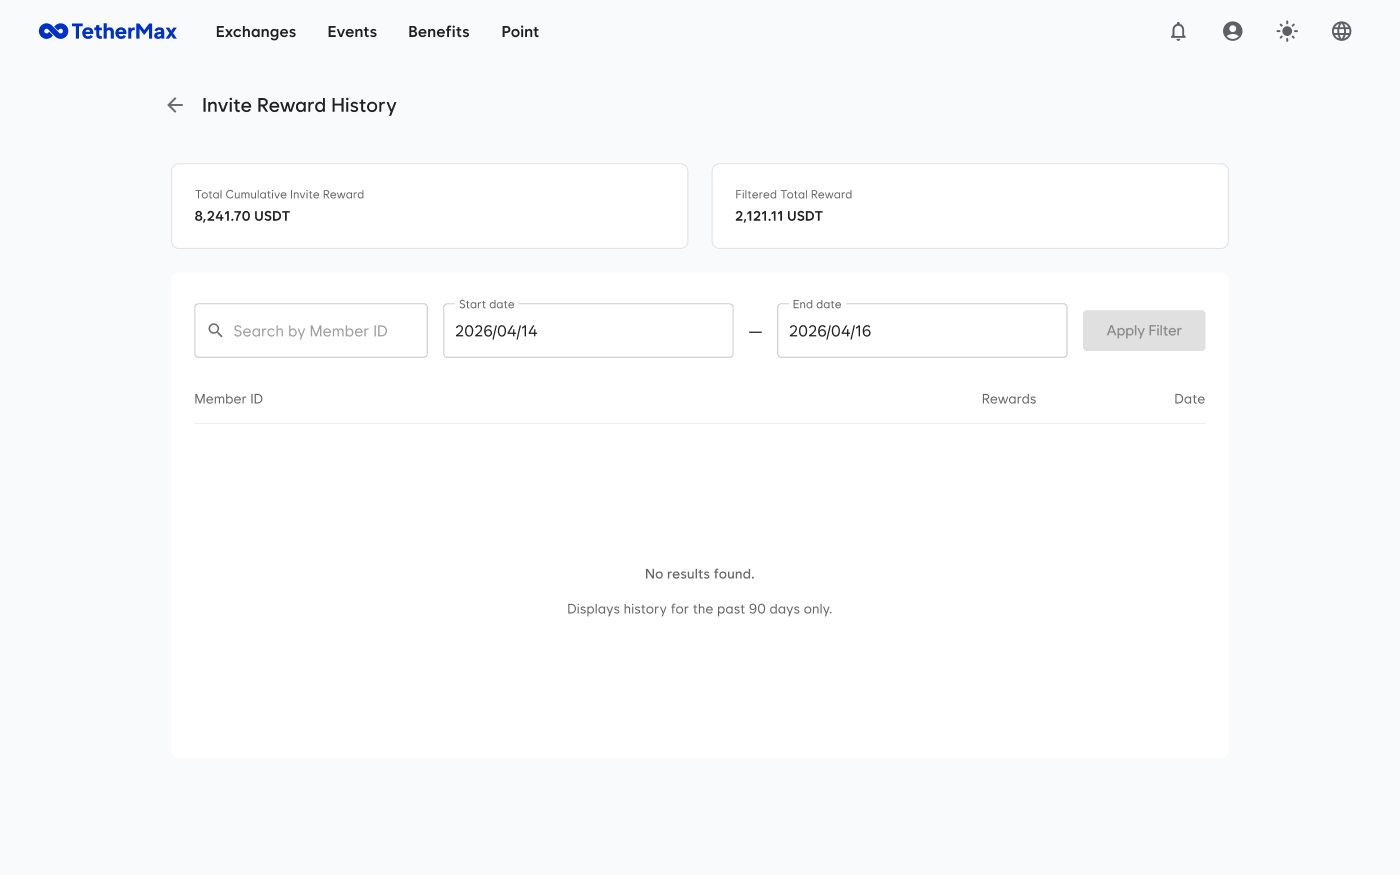 TetherMax Exchanges Events Benefits Point
Invite Reward History
Total Cumulative Invite Reward
8,241.70 USDT
Filtered Total Reward
2,121.11 USDT
Search by Member ID
Start date
2026/04/14
—
End date
2026/04/16
Apply Filter
Member ID Rewards Date
No results found.
Displays history for the past 90 days only.